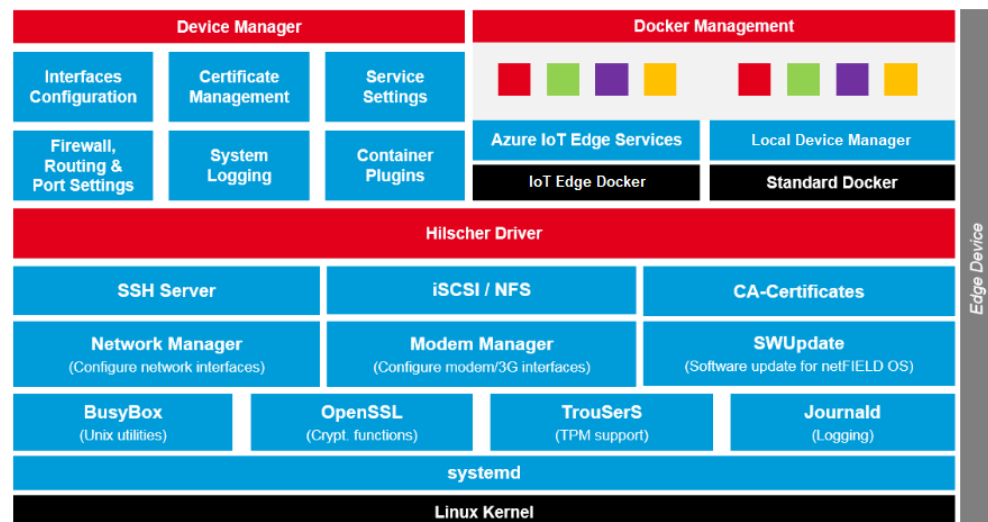 Device Manager
Docker Management
Interfaces
Configuration
Certificate
Management
Service
Settings
Firewall,
Routing &
Port Settings
System
Logging
Container
Plugins
Azure IoT Edge Services
Local Device Manager
IoT Edge Docker
Standard Docker
Hilscher Driver
SSH Server
iSCSI / NFS
CA-Certificates
Network Manager
(Configure network interfaces)
Modem Manager
(Configure modem/3G interfaces)
SWUpdate
(Software update for netFIELD OS)
BusyBox
(Unix utilities)
OpenSSL
(Crypt. functions)
TrouSerS
(TPM support)
Journald
(Logging)
systemd
Linux Kernel
Edge Device